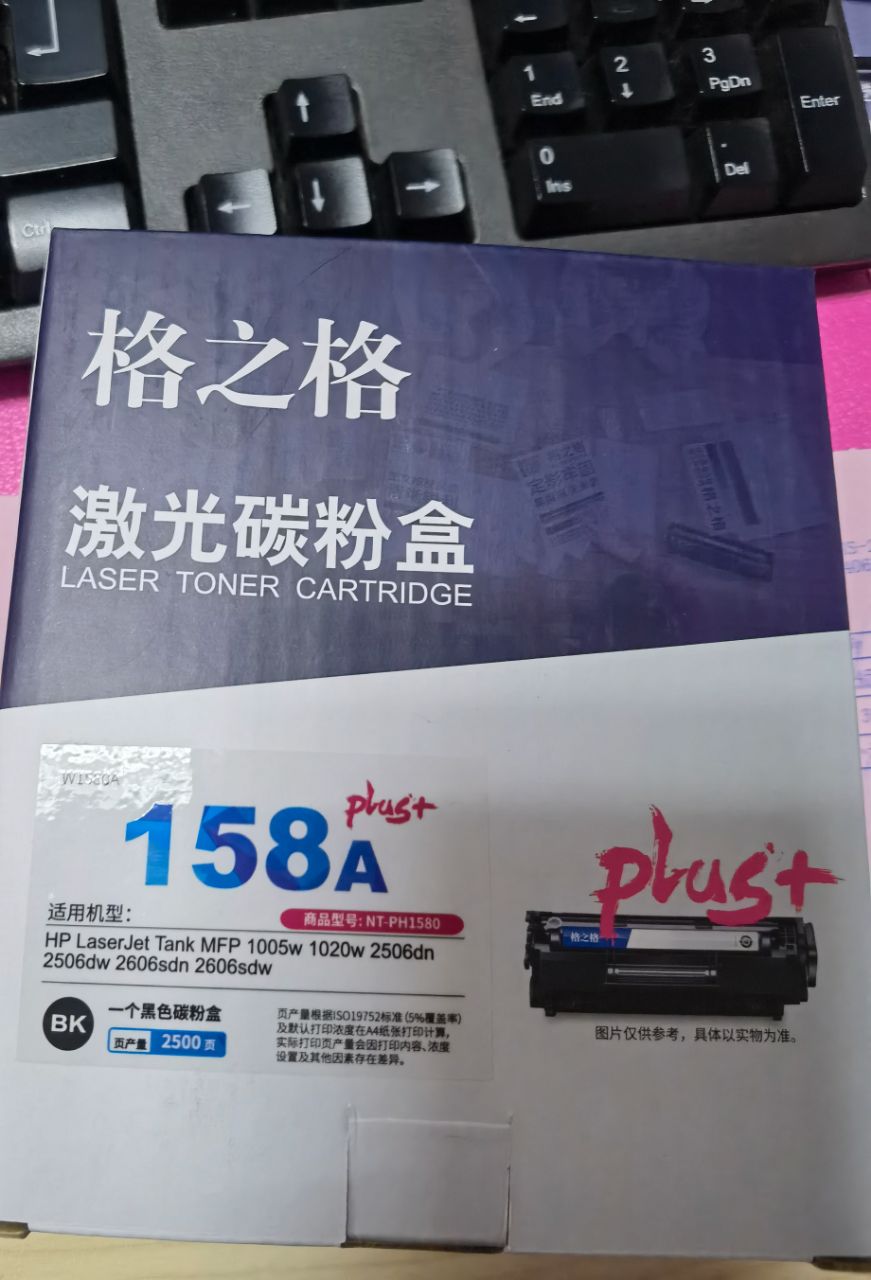 Ctrl
1
End
2
3
PgDn
Enter
0
Ins
.
Del
格之格
激光碳粉盒
LASER TONER CARTRIDGE
W1580A
158A plus+
适用机型：
商品型号: NT-PH1580
HP LaserJet Tank MFP 1005w 1020w 2506dn
2506dw 2606sdn 2606sdw
BK
一个黑色碳粉盒
页产量 2500 页
页产量根据ISO19752标准（5%覆盖率）
及默认打印浓度在A4纸张打印计算，
实际打印页产量会因打印内容、浓度
设置及其他因素存在差异。
plus+
格之格
图片仅供参考，具体以实物为准。